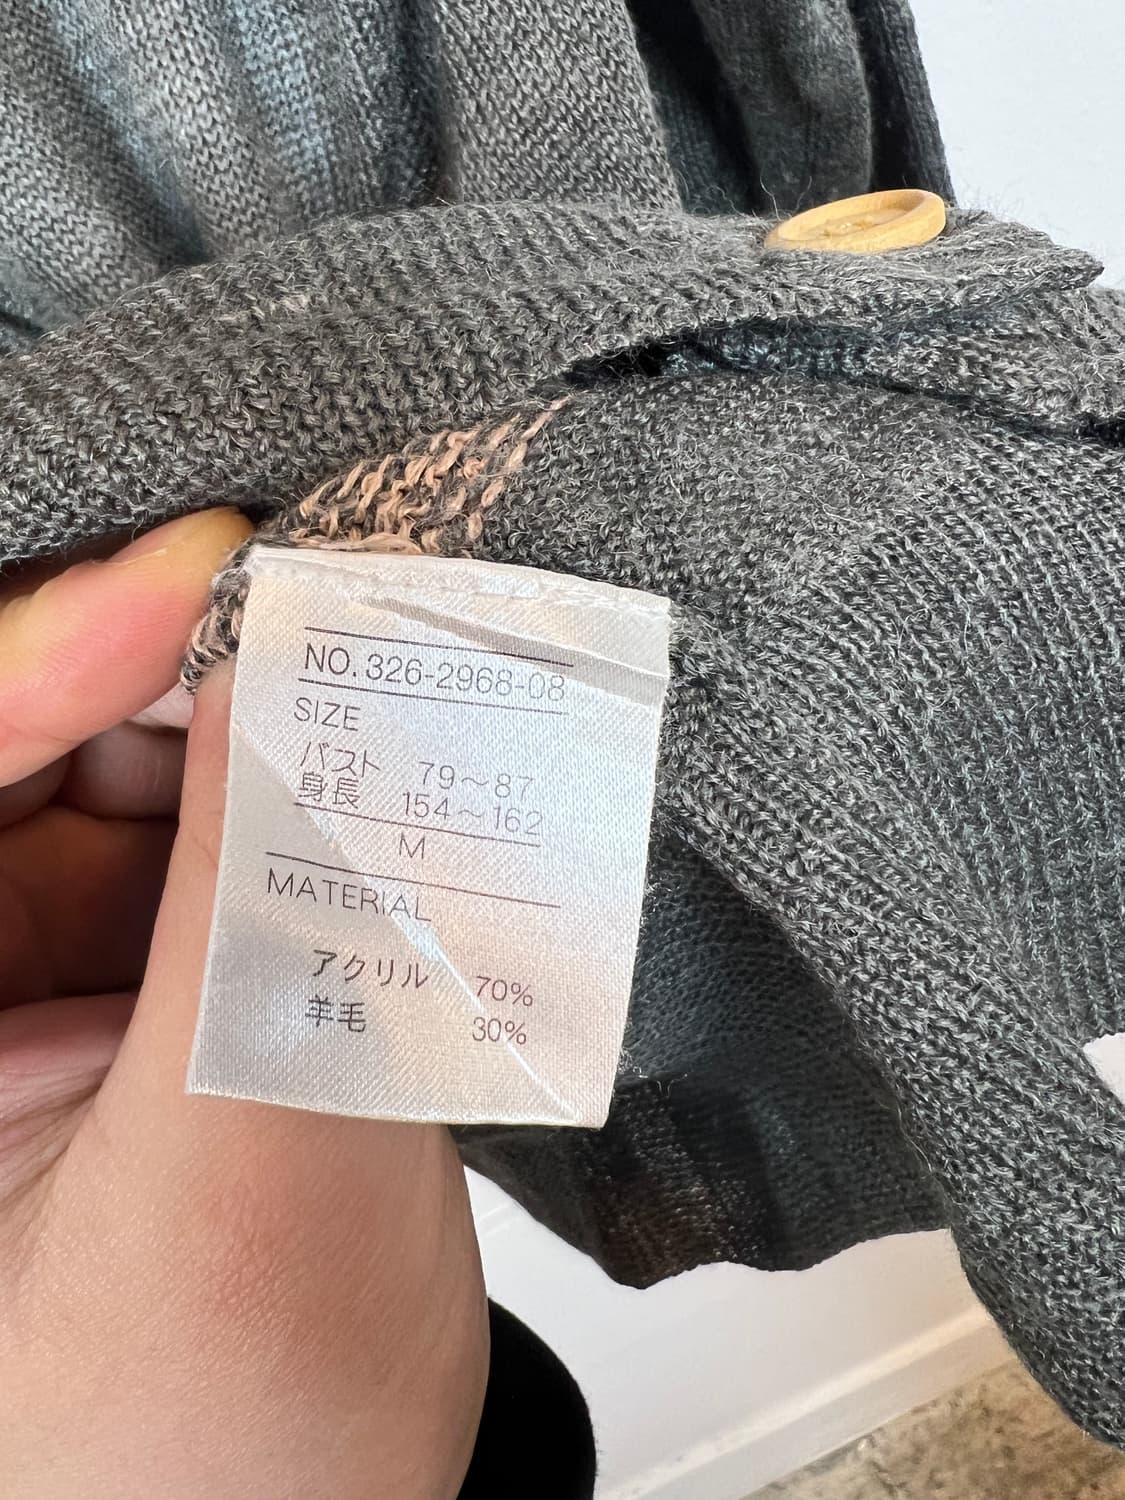 NO.326-2968-08
SIZE
バスト 79～87
身長 154～162
M
MATERIAL
アクリル 70%
羊毛 30%